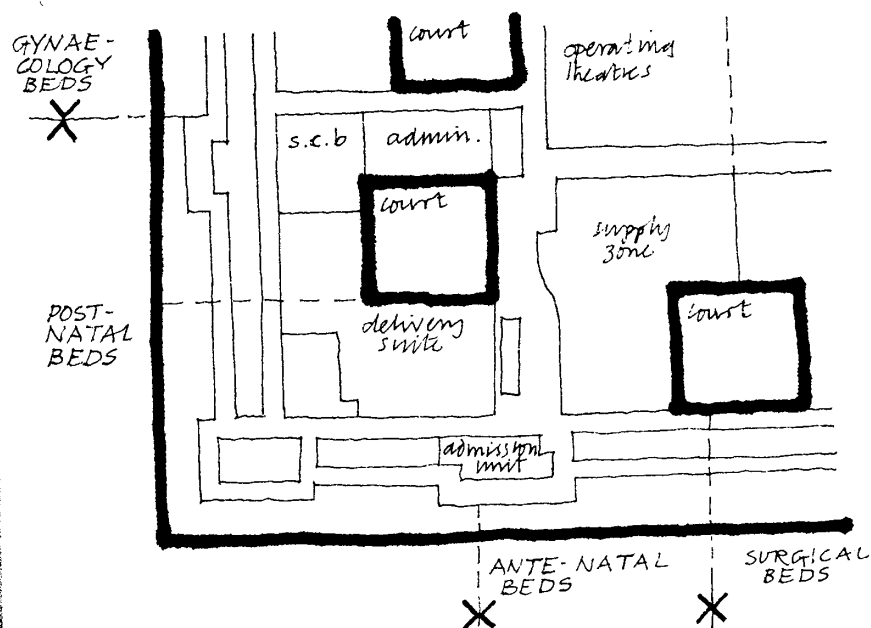 GYNAE-
COLOGY
BEDS
court
operating
theatres
s.c.b
admin.
court
supply
zone
POST-
NATAL
BEDS
delivery
suite
court
admission
unit
ANTE-NATAL
BEDS
SURGICAL
BEDS